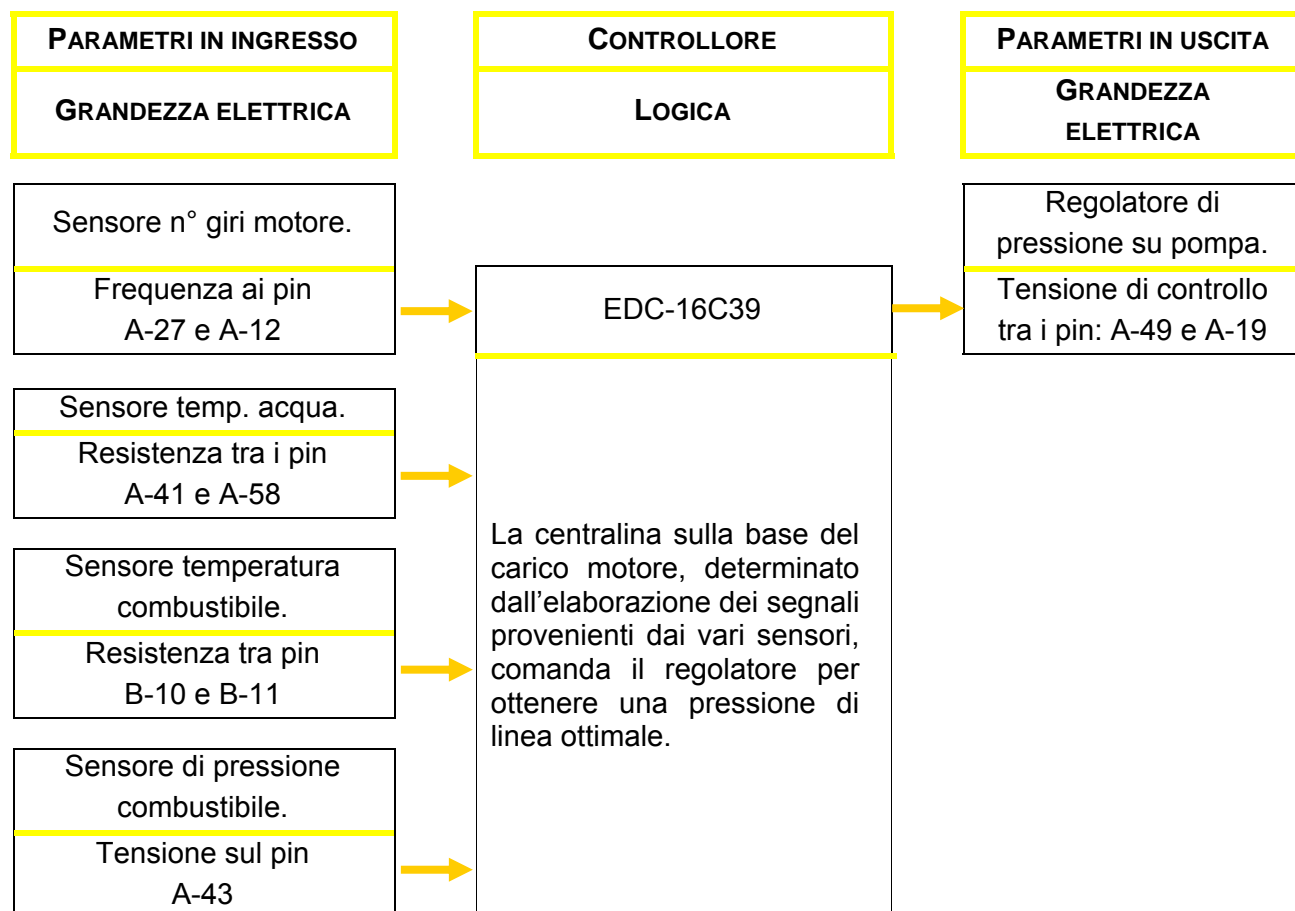 PARAMETRI IN INGRESSO
GRANDEZZA ELETTRICA
CONTROLLORE
LOGICA
PARAMETRI IN USCITA
GRANDEZZA
ELETTRICA
Sensore n° giri motore.
Frequenza ai pin
A-27 e A-12
Sensore temp. acqua.
Resistenza tra i pin
A-41 e A-58
Sensore temperatura
combustibile.
Resistenza tra pin
B-10 e B-11
Sensore di pressione
combustibile.
Tensione sul pin
A-43
EDC-16C39
La centralina sulla base del
carico motore, determinato
dall’elaborazione dei segnali
provenienti dai vari sensori,
comanda il regolatore per
ottenere una pressione di
linea ottimale.
Regolatore di
pressione su pompa.
Tensione di controllo
tra i pin: A-49 e A-19